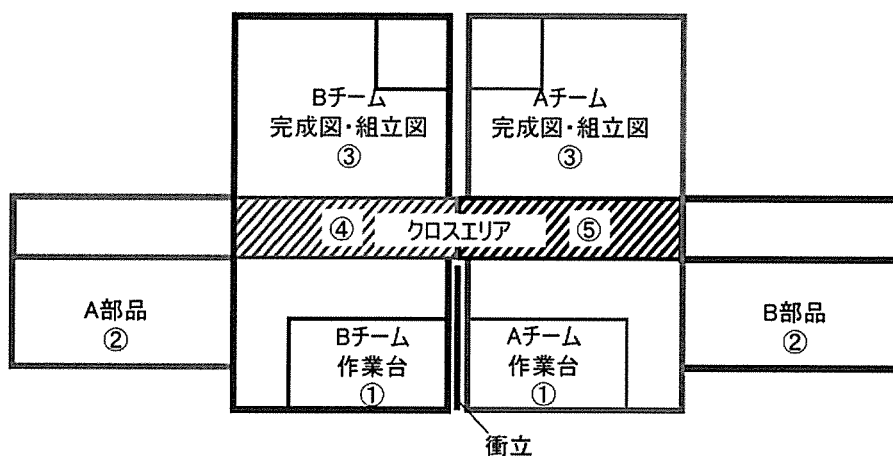 Bチーム
完成図・組立図
③
Aチーム
完成図・組立図
③
④ クロスエリア ⑤
A部品
②
Bチーム
作業台
①
Aチーム
作業台
①
B部品
②
衝立